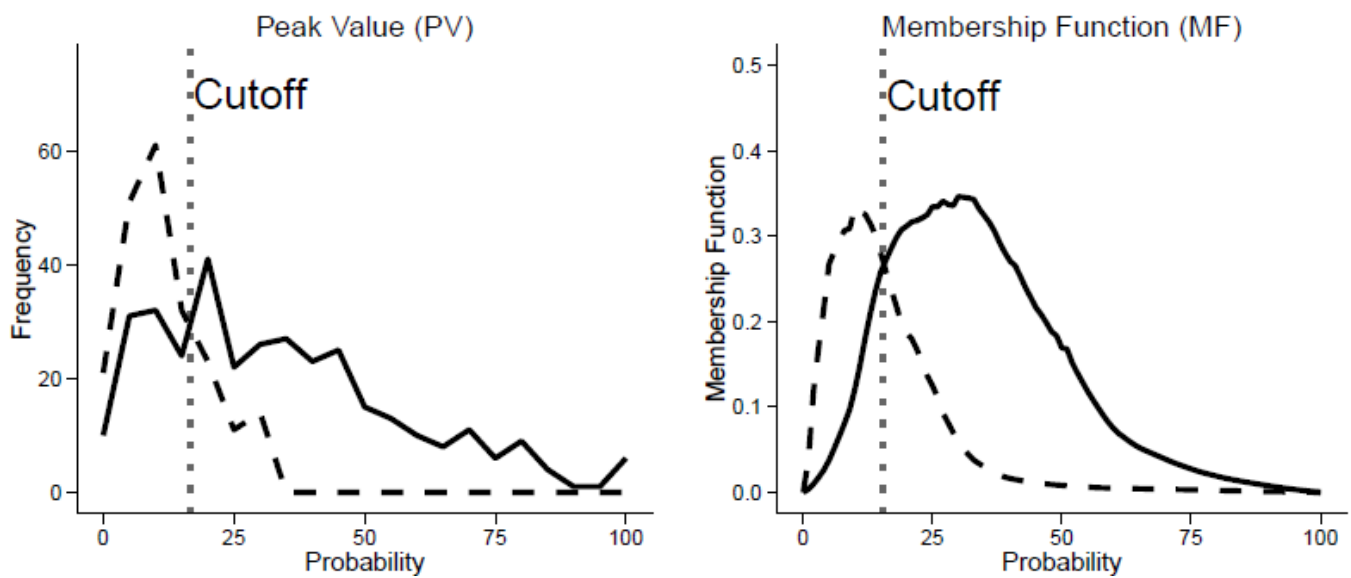 Peak Value (PV)
Cutoff
Frequency
60
40
20
0
0 25 50 75 100
Probability
Membership Function (MF)
Cutoff
Membership Function
0.5
0.4
0.3
0.2
0.1
0.0
0 25 50 75 100
Probability